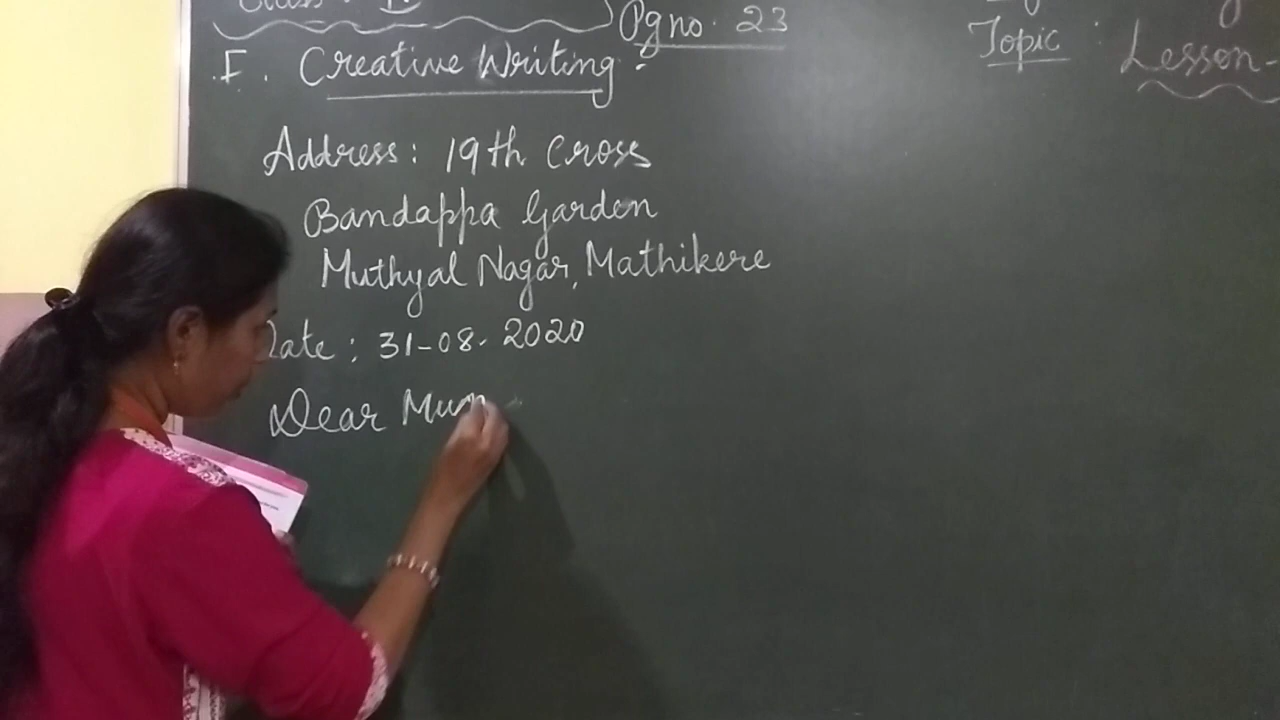 Pg no. 23
Topic : Lesson-
I. Creative Writing:
Address: 19th Cross
Bandappa Garden
Muthyal Nagar, Mathikere
Date : 31-08-2020
Dear Mum